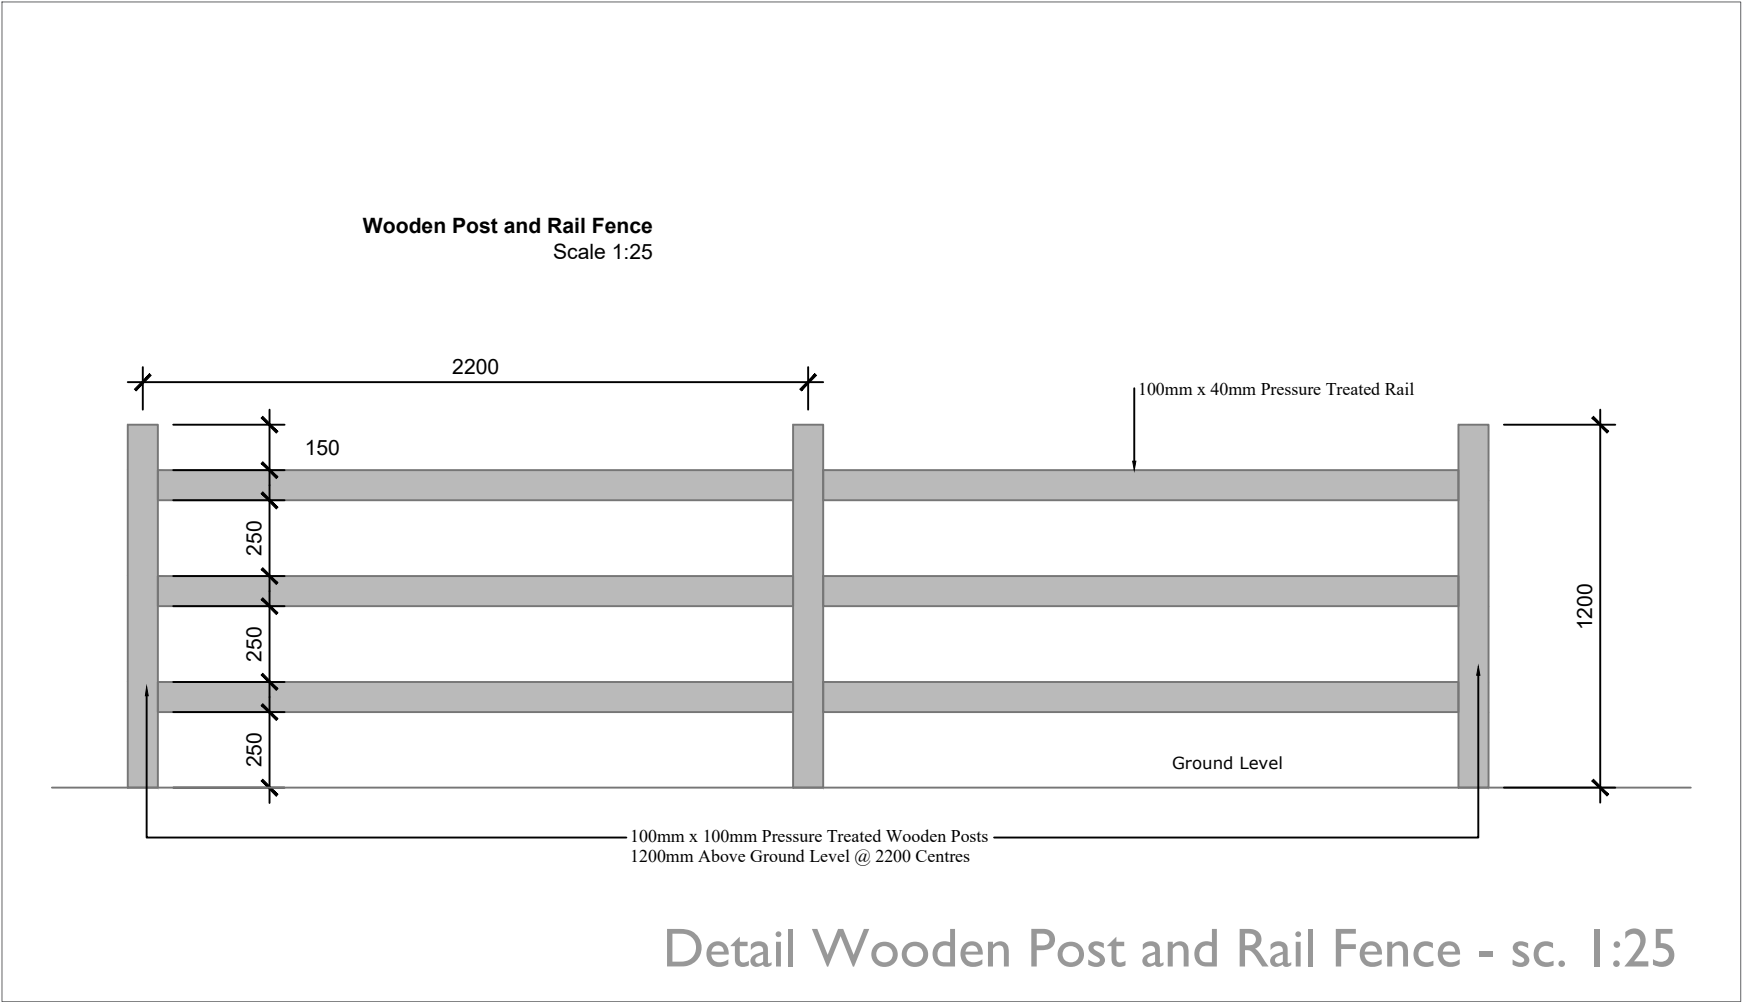 Wooden Post and Rail Fence
Scale 1:25
2200
100mm x 40mm Pressure Treated Rail
150
250
250
250
1200
Ground Level
100mm x 100mm Pressure Treated Wooden Posts
1200mm Above Ground Level @ 2200 Centres
Detail Wooden Post and Rail Fence - sc. 1:25